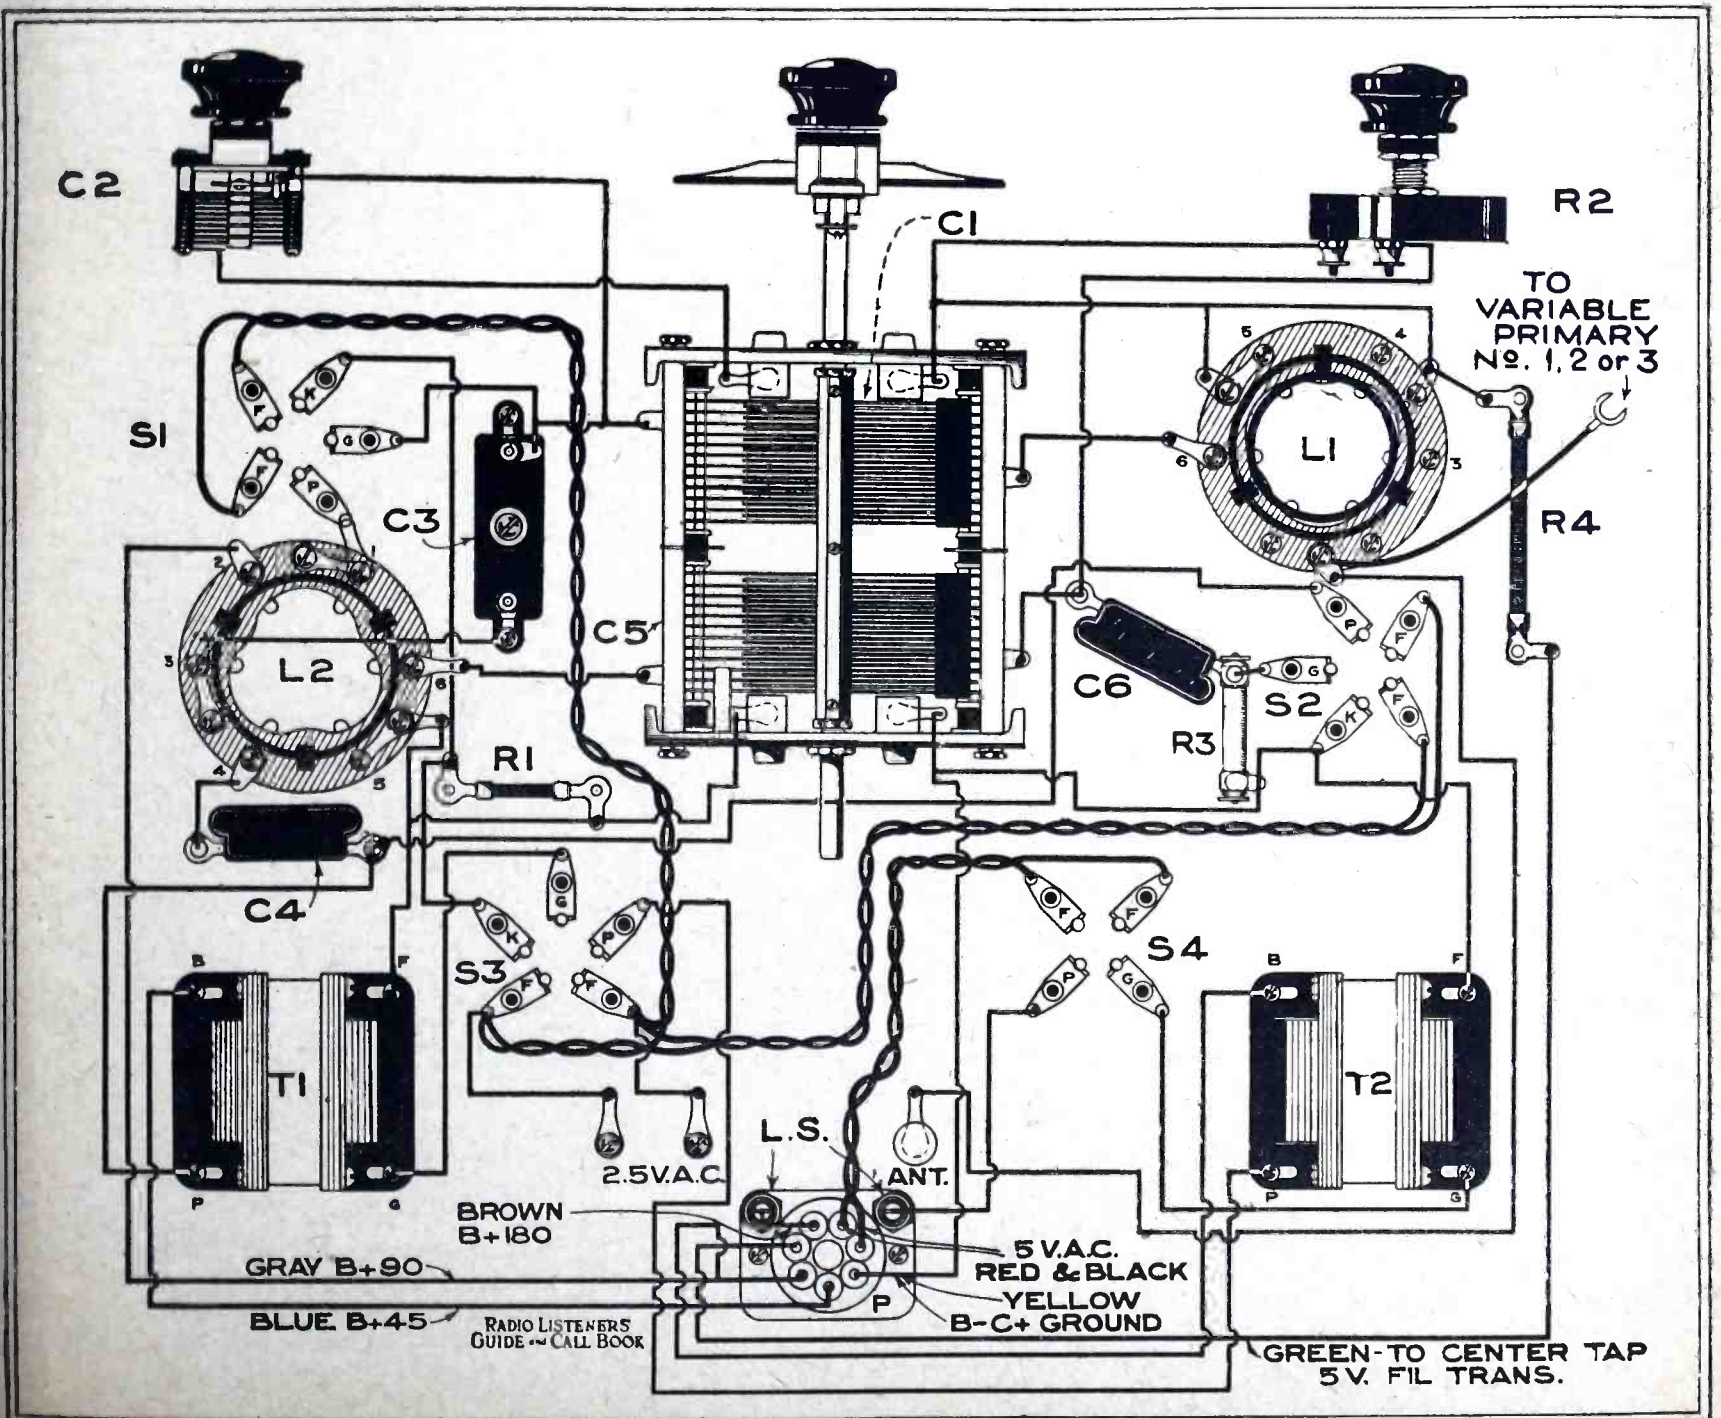 C2
C1
R2
TO
VARIABLE
PRIMARY
Nº. 1, 2 or 3
5
4
F
K
G
S1
F
P
L1
6
3
C3
R4
2
1
C5
P
F
3
L2
6
C6
G
S2
K
F
R3
R1
4
5
C4
G
K
P
S3
F
F
F
F
S4
P
G
B
F
B
F
T1
T2
P
G
P
G
2.5V.A.C.
L.S.
ANT.
BROWN
B+180
GRAY B+90
BLUE B+45
5 V.A.C.
RED & BLACK
YELLOW
B-C+ GROUND
P
RADIO LISTENERS
GUIDE and CALL BOOK
GREEN-TO CENTER TAP
5V. FIL TRANS.